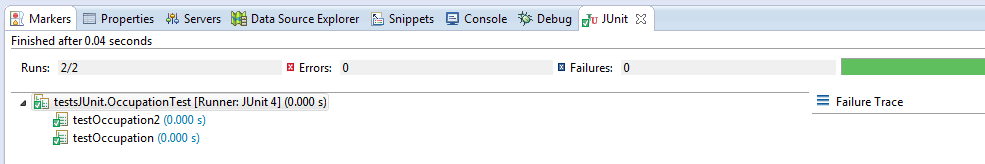 Markers Properties Servers Data Source Explorer Snippets Console Debug JUnit
Finished after 0.04 seconds
Runs: 2/2 Errors: 0 Failures: 0
testsJUnit.OccupationTest [Runner: JUnit 4] (0.000 s)
Failure Trace
testOccupation2 (0.000 s)
testOccupation (0.000 s)